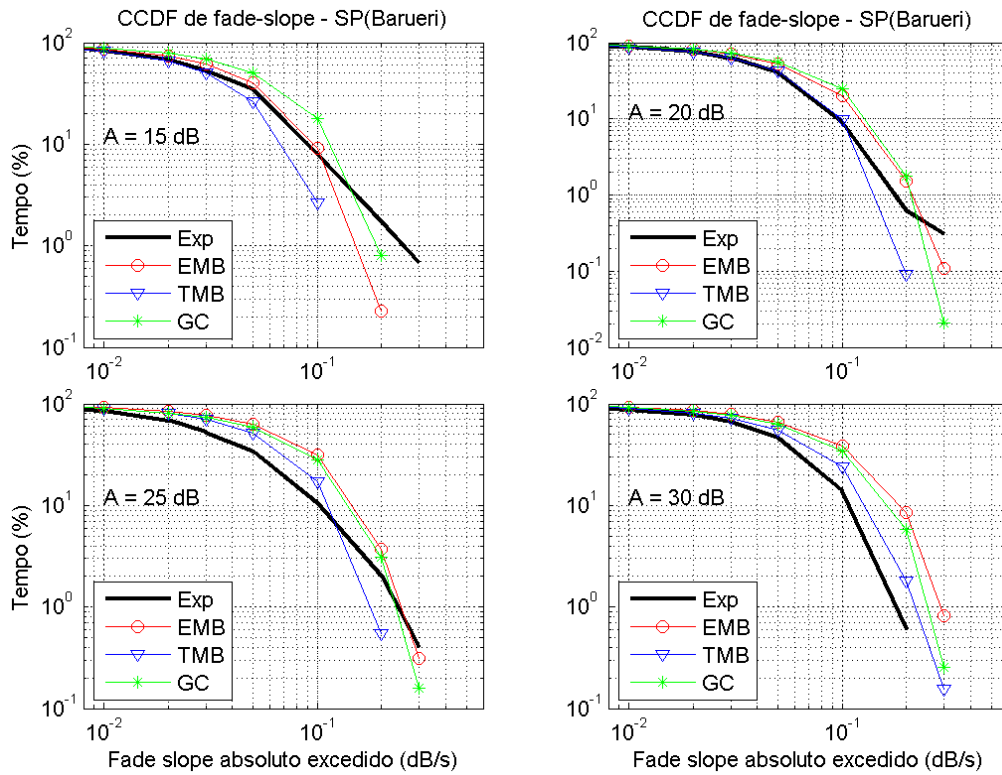 CCDF de fade-slope - SP(Barueri)
Tempo (%)
10^2
10^1
10^0
10^-1
A = 15 dB
Exp
EMB
TMB
GC
10^-2
10^-1
CCDF de fade-slope - SP(Barueri)
10^2
10^1
10^0
10^-1
10^-2
A = 20 dB
Exp
EMB
TMB
GC
10^-2
10^-1
Tempo (%)
10^2
10^1
10^0
10^-1
A = 25 dB
Exp
EMB
TMB
GC
10^-2
10^-1
Fade slope absoluto excedido (dB/s)
10^2
10^1
10^0
10^-1
A = 30 dB
Exp
EMB
TMB
GC
10^-2
10^-1
Fade slope absoluto excedido (dB/s)